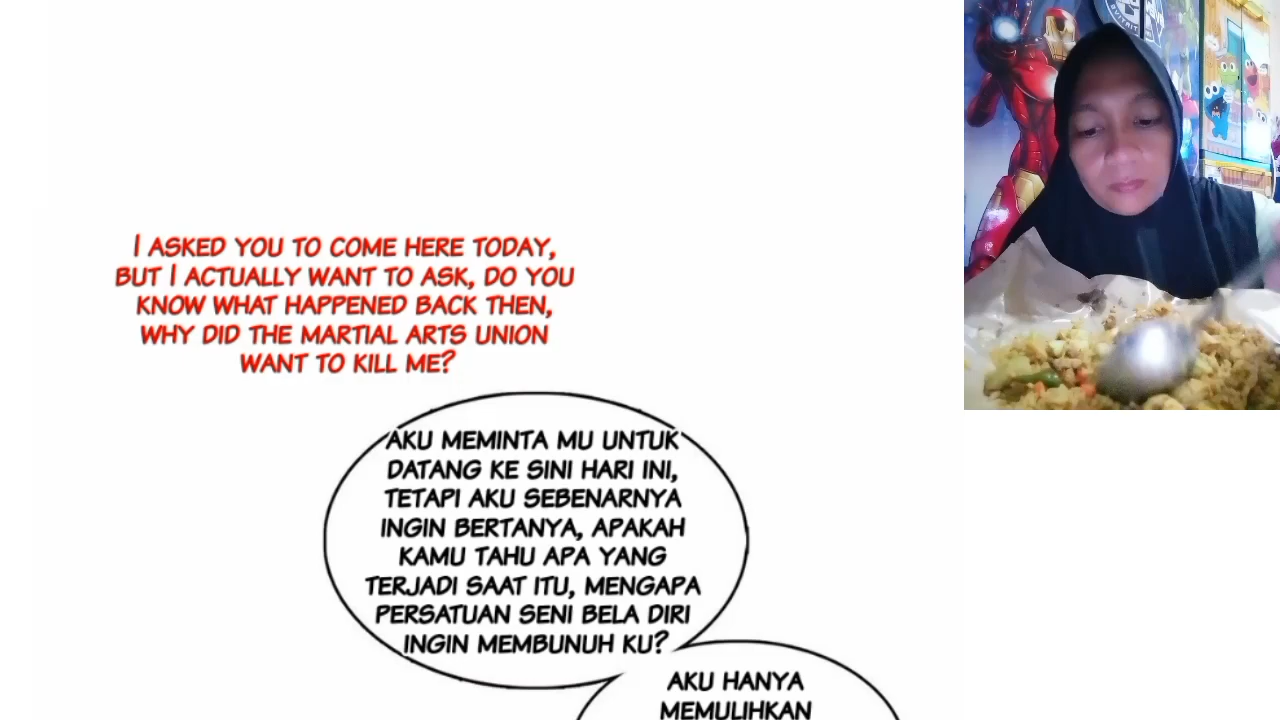 I ASKED YOU TO COME HERE TODAY,
BUT I ACTUALLY WANT TO ASK, DO YOU
KNOW WHAT HAPPENED BACK THEN,
WHY DID THE MARTIAL ARTS UNION
WANT TO KILL ME?
AKU MEMINTA MU UNTUK
DATANG KE SINI HARI INI,
TETAPI AKU SEBENARNYA
INGIN BERTANYA, APAKAH
KAMU TAHU APA YANG
TERJADI SAAT ITU, MENGAPA
PERSATUAN SENI BELA DIRI
INGIN MEMBUNUH KU?
AKU HANYA
MEMULIHKAN